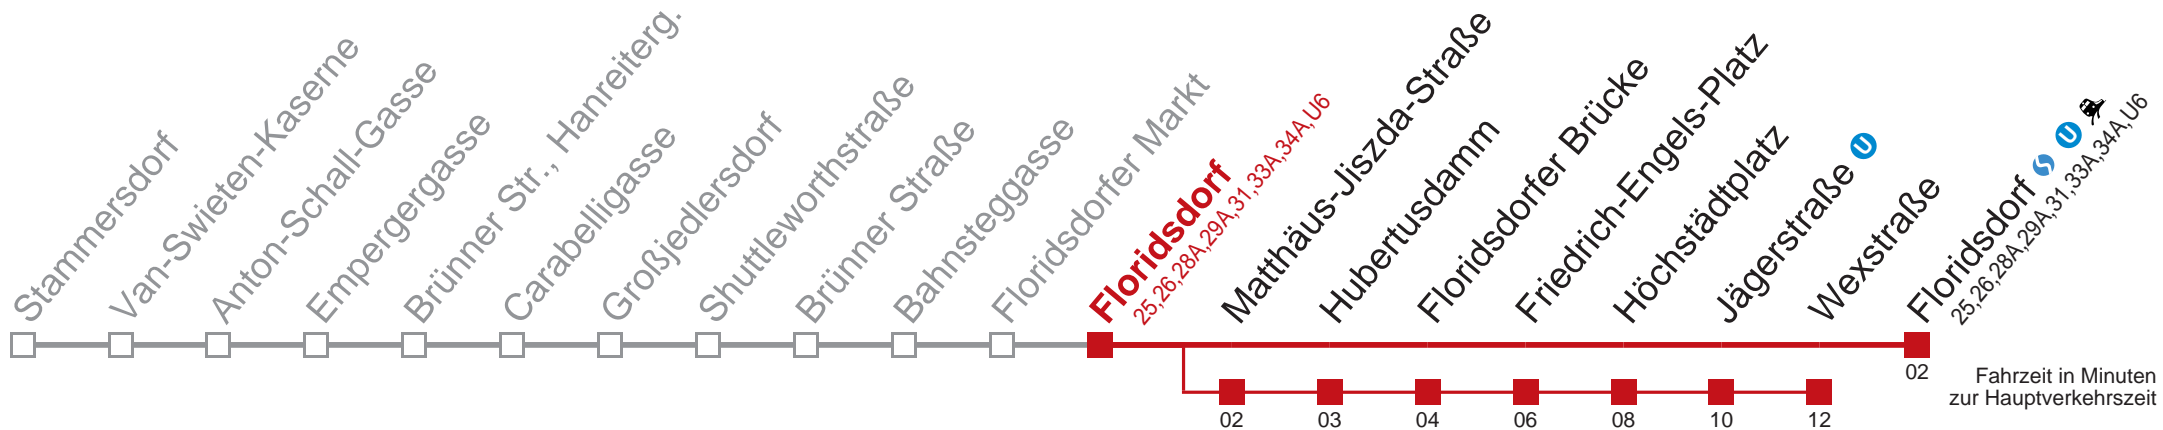 Stammersdorf
Van-Swieten-Kaserne
Anton-Schall-Gasse
Empergergasse
Brünner Str., Hanreiterg.
Carabelligasse
Großjedlersdorf
Shuttleworthstraße
Brünner Straße
Bahnsteggasse
Floridsdorfer Markt
Floridsdorf
25,26,28A,29A,31,33A,34A,U6
Matthäus-Jiszda-Straße
Hubertusdamm
Floridsdorfer Brücke
Friedrich-Engels-Platz
Höchstädtplatz
Jägerstraße U
Wexstraße
Floridsdorf S U
25,26,28A,29A,31,33A,34A,U6
02
02
03
04
06
08
10
12
Fahrzeit in Minuten
zur Hauptverkehrszeit